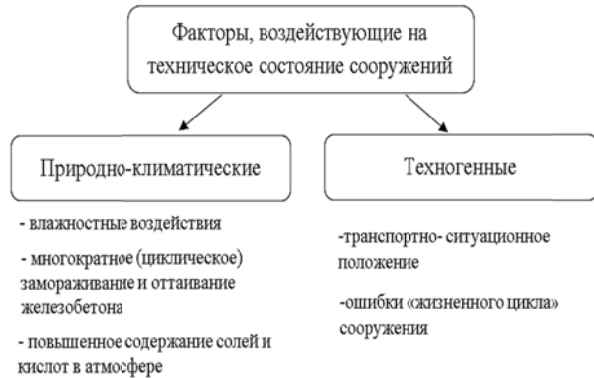 Факторы, воздействующие на
техническое состояние сооружений
Природно-климатические
- влажностные воздействия
- многократное (циклическое)
замораживание и оттаивание
железобетона
- повышенное содержание солей и
кислот в атмосфере
Техногенные
-транспортно- ситуационное
положение
-ошибки «жизненного цикла»
сооружения